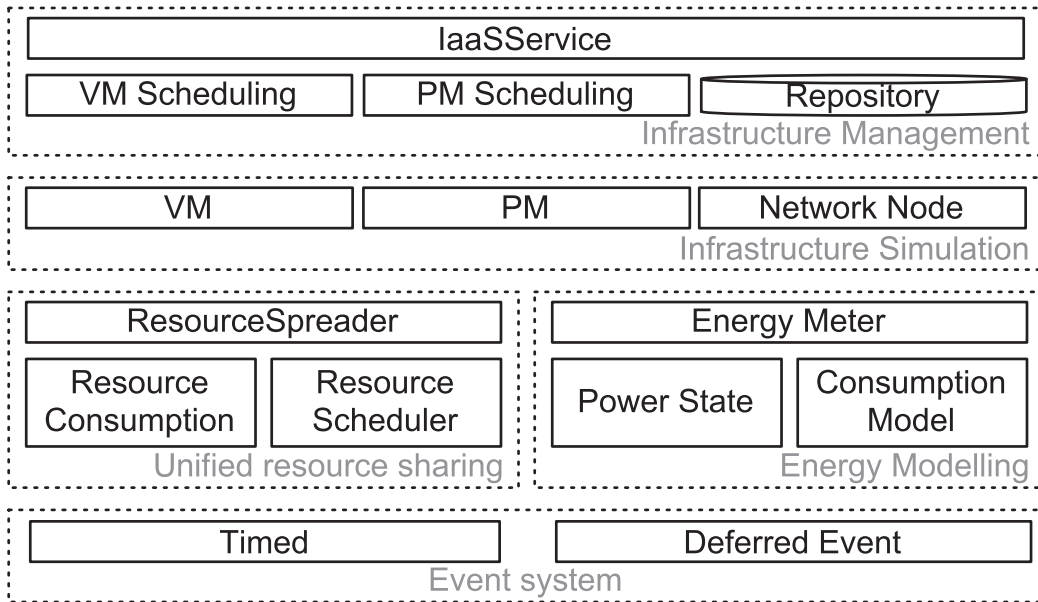 IaaSService
VM Scheduling
PM Scheduling
Repository
Infrastructure Management
VM
PM
Network Node
Infrastructure Simulation
ResourceSpreader
Resource
Consumption
Resource
Scheduler
Unified resource sharing
Energy Meter
Power State
Consumption
Model
Energy Modelling
Timed
Deferred Event
Event system